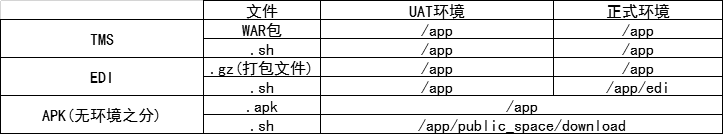 文件 UAT环境 正式环境
TMS WAR包 /app /app
.sh /app /app
EDI .gz(打包文件) /app /app
.sh /app /app/edi
APK(无环境之分) .apk /app
.sh /app/public_space/download